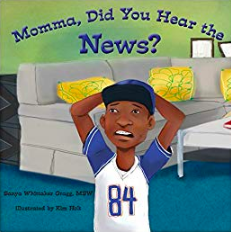 Momma, Did You Hear the
News?
Sanya Whittaker Gragg, MSW
Illustrated by Kim Holt
84